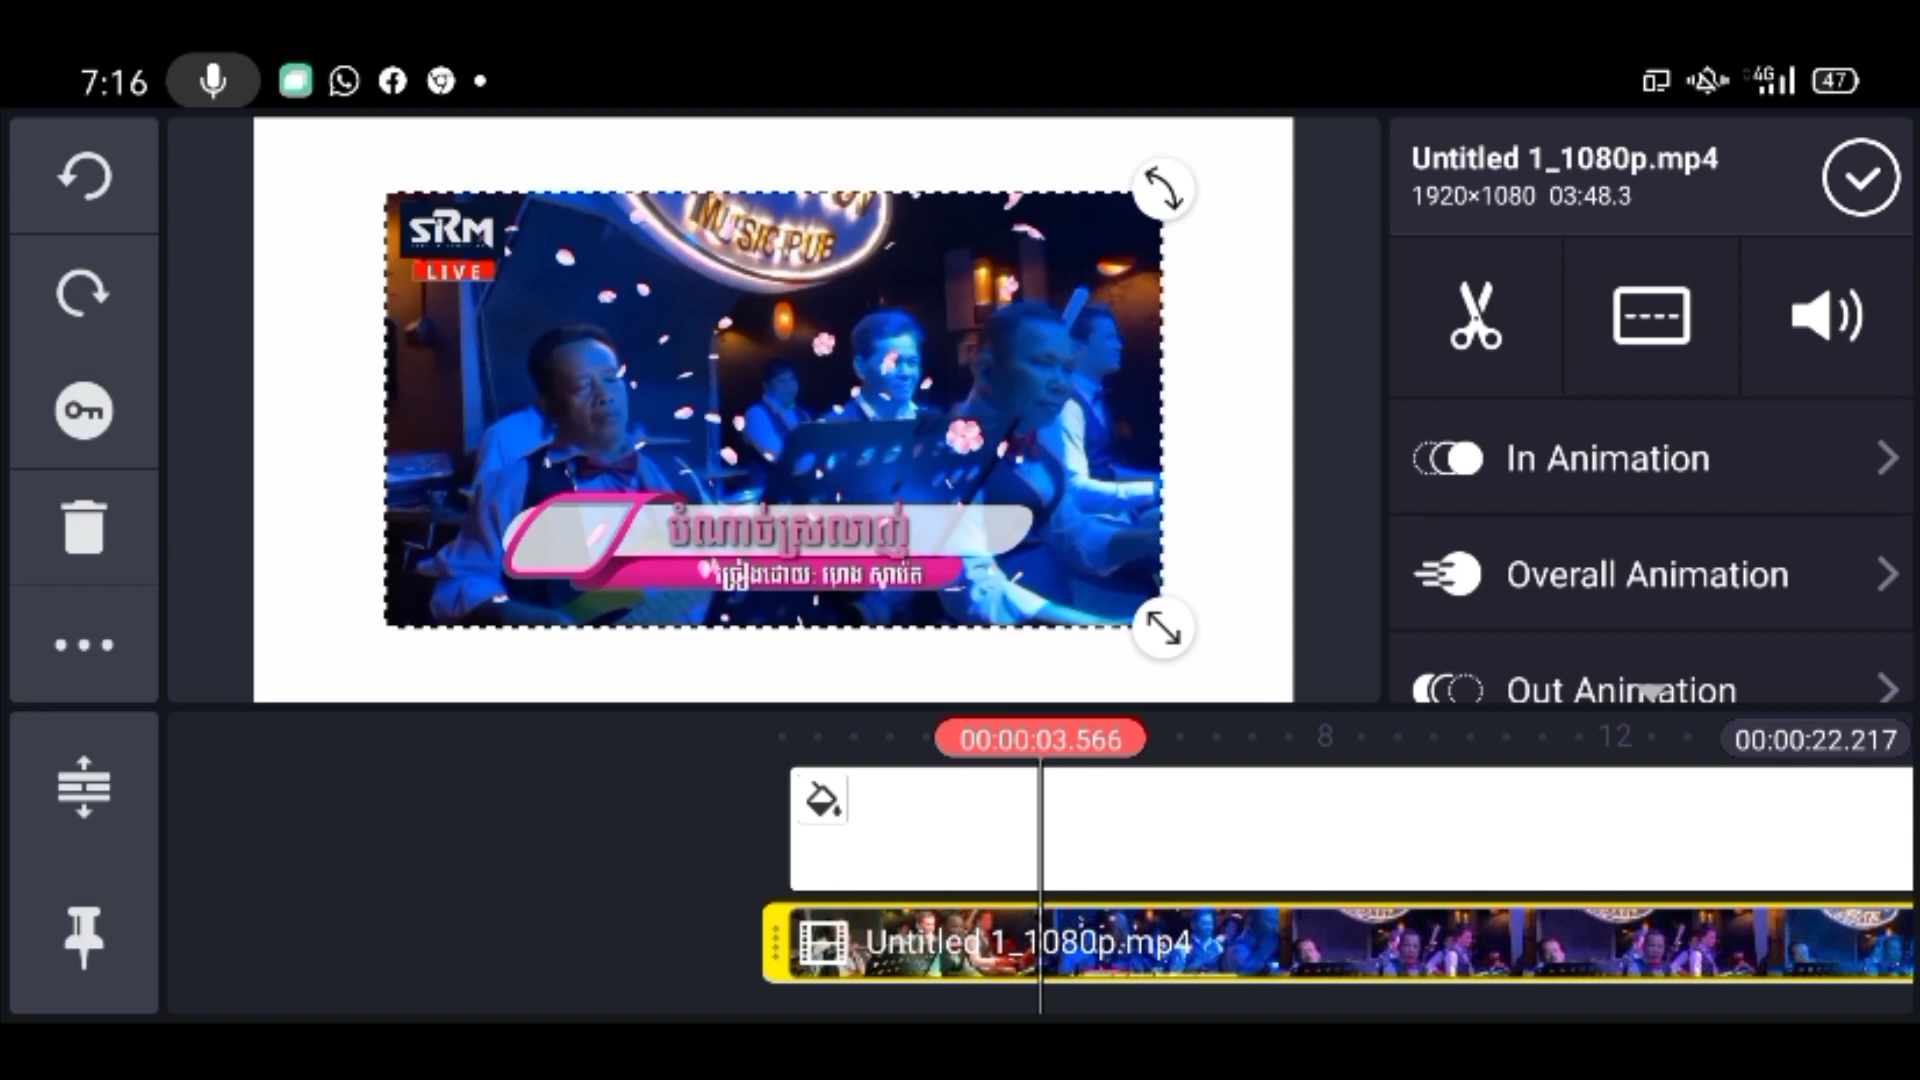 7:16
4G
47
Untitled 1_1080p.mp4
1920×1080 03:48.3
MUSIC PUB
SRM
LIVE
In Animation
Overall Animation
បំណាច់ស្រលាញ់
ច្រៀងដោយ: ហេង ស៊ាប៉េត
Out Animation
00:00:03.566
8
12
00:00:22.217
Untitled 1_1080p.mp4